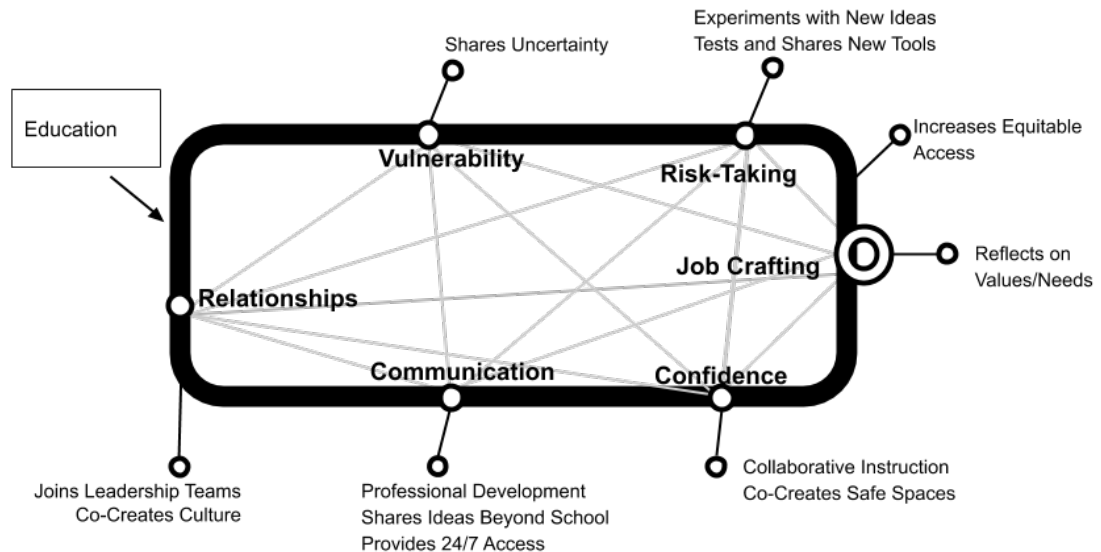 Experiments with New Ideas
Tests and Shares New Tools
Shares Uncertainty
Education
Increases Equitable
Access
Vulnerability
Risk-Taking
Job Crafting
O
Reflects on
Values/Needs
Relationships
Communication
Confidence
Joins Leadership Teams
Co-Creates Culture
Professional Development
Shares Ideas Beyond School
Provides 24/7 Access
Collaborative Instruction
Co-Creates Safe Spaces